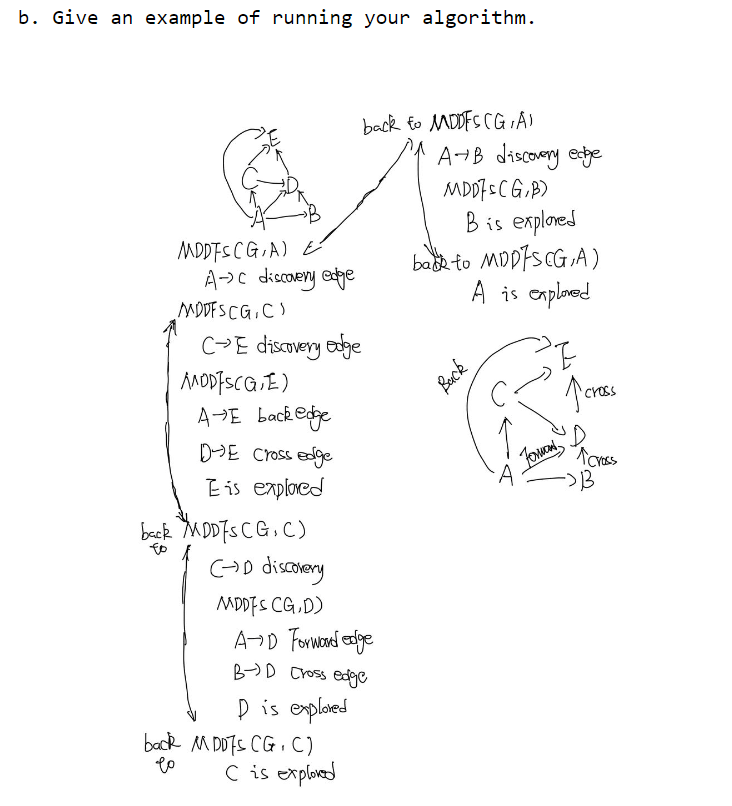 b. Give an example of running your algorithm.
E
C
D
A
B
MDDFS(G,A)
A→C discovery edge
MDDFS(G,C)
C→E discovery edge
MDDFS(G,E)
A→E back edge
D→E cross edge
E is explored
back to MDDFS(G,C)
C→D discovery
MDDFS(G,D)
A→D Forward edge
B→D Cross edge
D is explored
back to MDDFS(G,C)
C is explored
back to MDDFS(G,A)
A→B discovery edge
MDDFS(G,B)
B is explored
back to MDDFS(G,A)
A is explored
Back
E
C
cross
D
Forward
cross
A
B